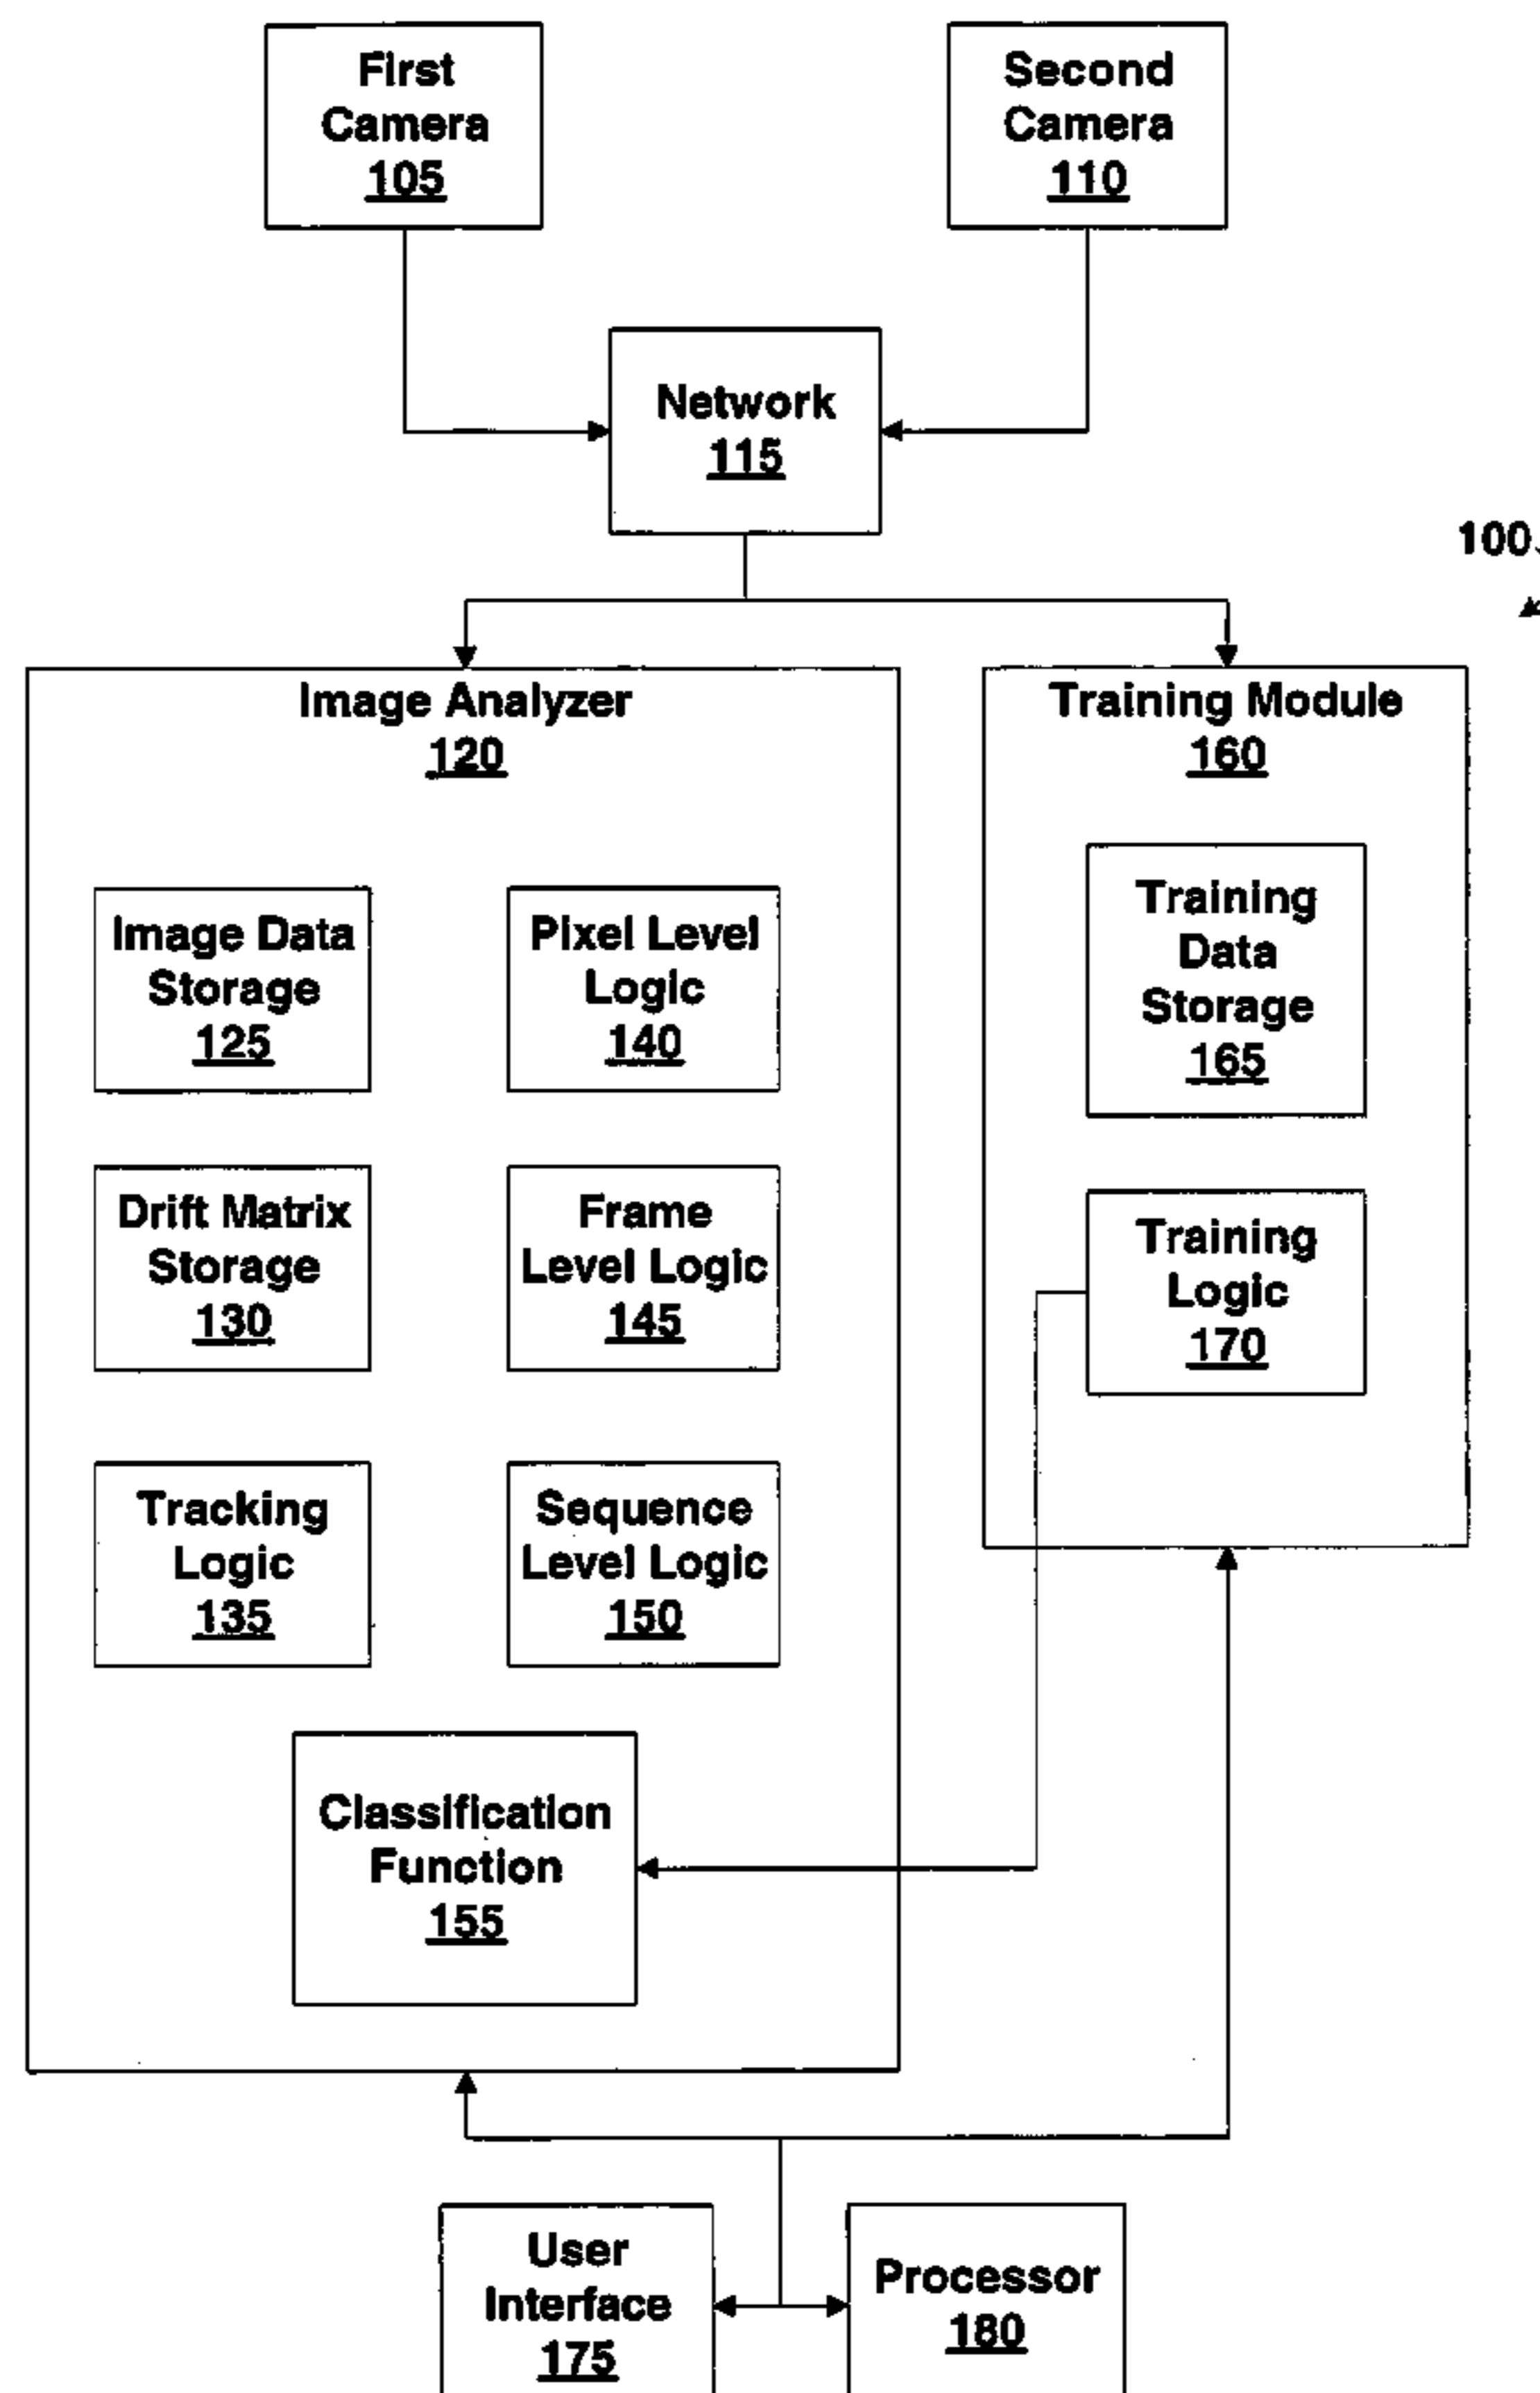 First
Camera
105
Second
Camera
110
Network
115
100
Image Analyzer
120
Training Module
160
Image Data
Storage
125
Pixel Level
Logic
140
Training
Data
Storage
165
Drift Matrix
Storage
130
Frame
Level Logic
145
Training
Logic
170
Tracking
Logic
135
Sequence
Level Logic
150
Classification
Function
155
User
Interface
175
Processor
180